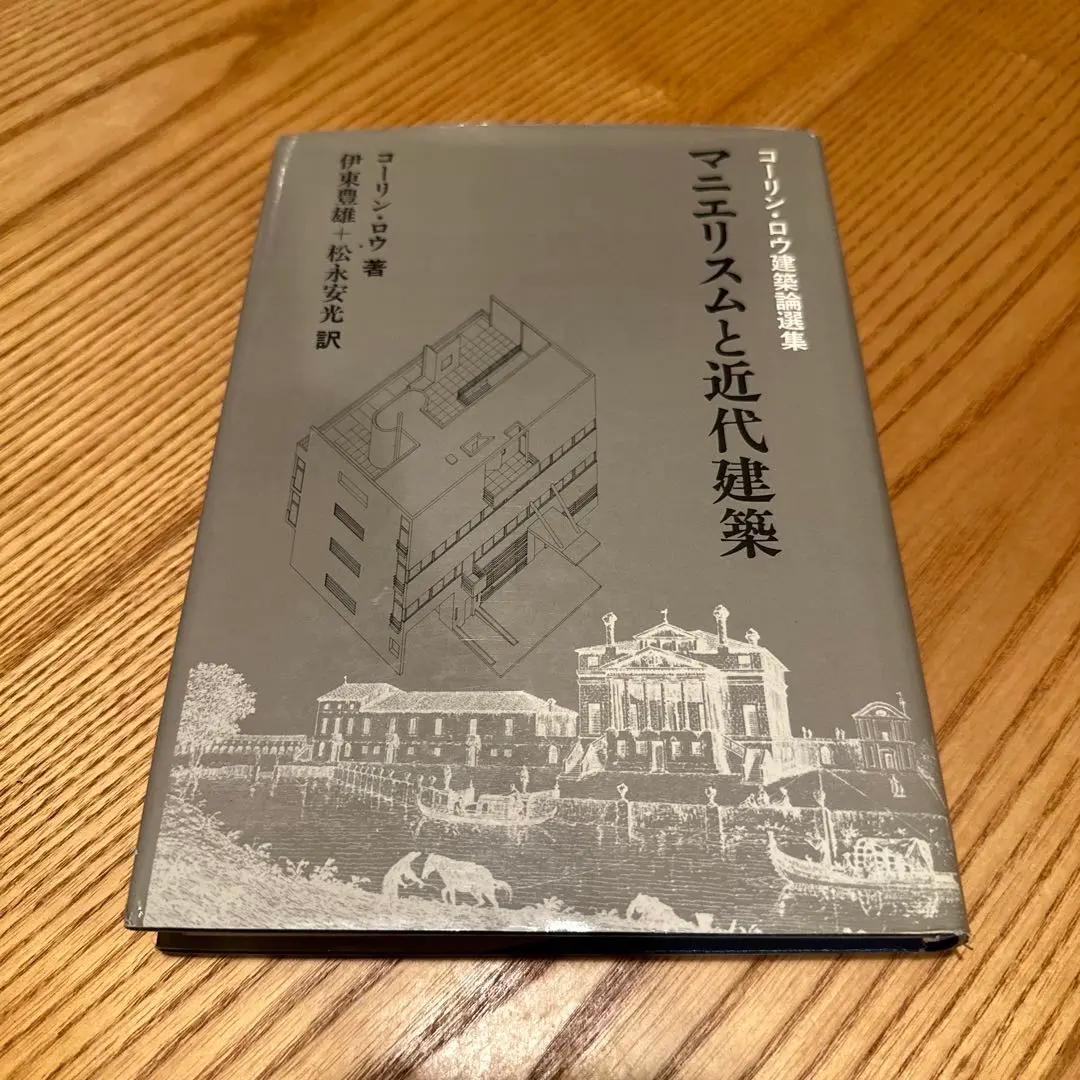 コーリン・ロウ建築論選集
マニエリスムと近代建築
コーリン・ロウ 著
伊東豊雄+松永安光 訳